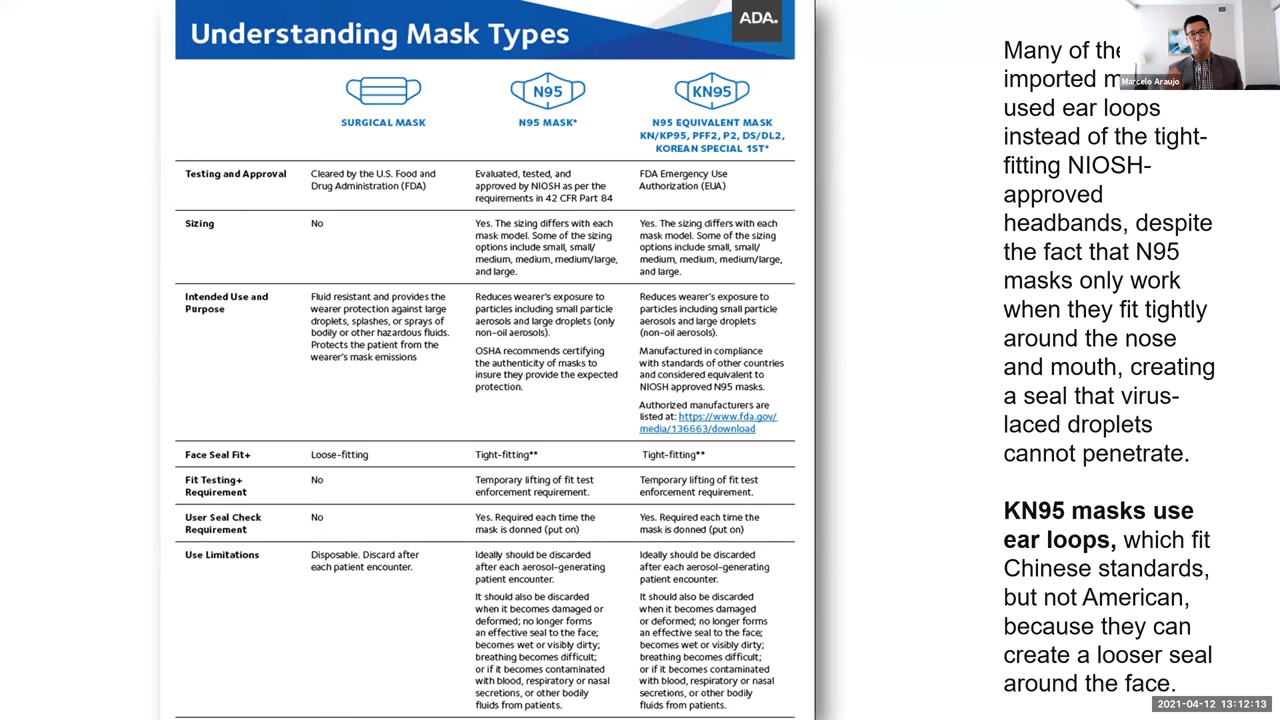 Understanding Mask Types
ADA.
N95
KN95
SURGICAL MASK
N95 MASK*
N95 EQUIVALENT MASK
KN/KP95, PFF2, P2, DS/DL2,
KOREAN SPECIAL 1ST*
Testing and Approval
Cleared by the U.S. Food and
Drug Administration (FDA)
Evaluated, tested, and
approved by NIOSH as per the
requirements in 42 CFR Part 84
FDA Emergency Use
Authorization (EUA)
Sizing
No
Yes. The sizing differs with each
mask model. Some of the sizing
options include small, small/
medium, medium, medium/large,
and large.
Yes. The sizing differs with each
mask model. Some of the sizing
options include small, small/
medium, medium, medium/large,
and large.
Intended Use and
Purpose
Fluid resistant and provides the
wearer protection against large
droplets, splashes, or sprays of
bodily or other hazardous fluids.
Protects the patient from the
wearer's mask emissions
Reduces wearer's exposure to
particles including small particle
aerosols and large droplets (only
non-oil aerosols).
OSHA recommends certifying
the authenticity of masks to
insure they provide the expected
protection.
Reduces wearer's exposure to
particles including small particle
aerosols and large droplets
(non-oil aerosols).
Manufactured in compliance
with standards of other countries
and considered equivalent to
NIOSH approved N95 masks.
Authorized manufacturers are
listed at: https://www.fda.gov/
media/136663/download
Face Seal Fit+
Loose-fitting
Tight-fitting**
Tight-fitting**
Fit Testing+
Requirement
No
Temporary lifting of fit test
enforcement requirement.
Temporary lifting of fit test
enforcement requirement.
User Seal Check
Requirement
No
Yes. Required each time the
mask is donned (put on)
Yes. Required each time the
mask is donned (put on)
Use Limitations
Disposable. Discard after
each patient encounter.
Ideally should be discarded
after each aerosol-generating
patient encounter.
It should also be discarded
when it becomes damaged or
deformed; no longer forms
an effective seal to the face;
becomes wet or visibly dirty;
breathing becomes difficult;
or if it becomes contaminated
with blood, respiratory or nasal
secretions, or other bodily
fluids from patients.
Ideally should be discarded
after each aerosol-generating
patient encounter.
It should also be discarded
when it becomes damaged
or deformed; no longer forms
an effective seal to the face;
becomes wet or visibly dirty;
breathing becomes difficult;
or if it becomes contaminated
with blood, respiratory or nasal
secretions, or other bodily
fluids from patients.
Many of the
imported
used ear loops
instead of the tight-
fitting NIOSH-
approved
headbands, despite
the fact that N95
masks only work
when they fit tightly
around the nose
and mouth, creating
a seal that virus-
laced droplets
cannot penetrate.
KN95 masks use
ear loops, which fit
Chinese standards,
but not American,
because they can
create a looser seal
around the face.
Marcelo Araujo
2021-04-12 13:12:13